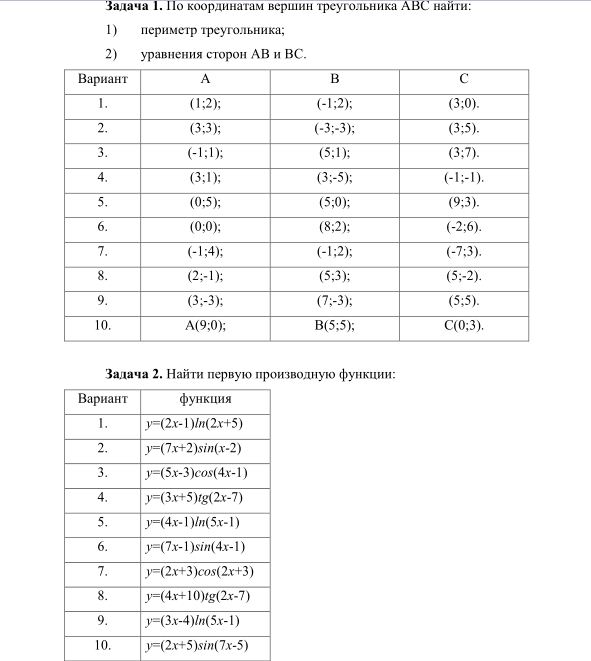 Задача 1. По координатам вершин треугольника АВС найти:
1) периметр треугольника;
2) уравнения сторон АВ и ВС.
Вариант А В С
1. (1;2); (-1;2); (3;0).
2. (3;3); (-3;-3); (3;5).
3. (-1;1); (5;1); (3;7).
4. (3;1); (3;-5); (-1;-1).
5. (0;5); (5;0); (9;3).
6. (0;0); (8;2); (-2;6).
7. (-1;4); (-1;2); (-7;3).
8. (2;-1); (5;3); (5;-2).
9. (3;-3); (7;-3); (5;5).
10. А(9;0); В(5;5); С(0;3).
Задача 2. Найти первую производную функции:
Вариант функция
1. y=(2x-1)ln(2x+5)
2. y=(7x+2)sin(x-2)
3. y=(5x-3)cos(4x-1)
4. y=(3x+5)tg(2x-7)
5. y=(4x-1)ln(5x-1)
6. y=(7x-1)sin(4x-1)
7. y=(2x+3)cos(2x+3)
8. y=(4x+10)tg(2x-7)
9. y=(3x-4)ln(5x-1)
10. y=(2x+5)sin(7x-5)